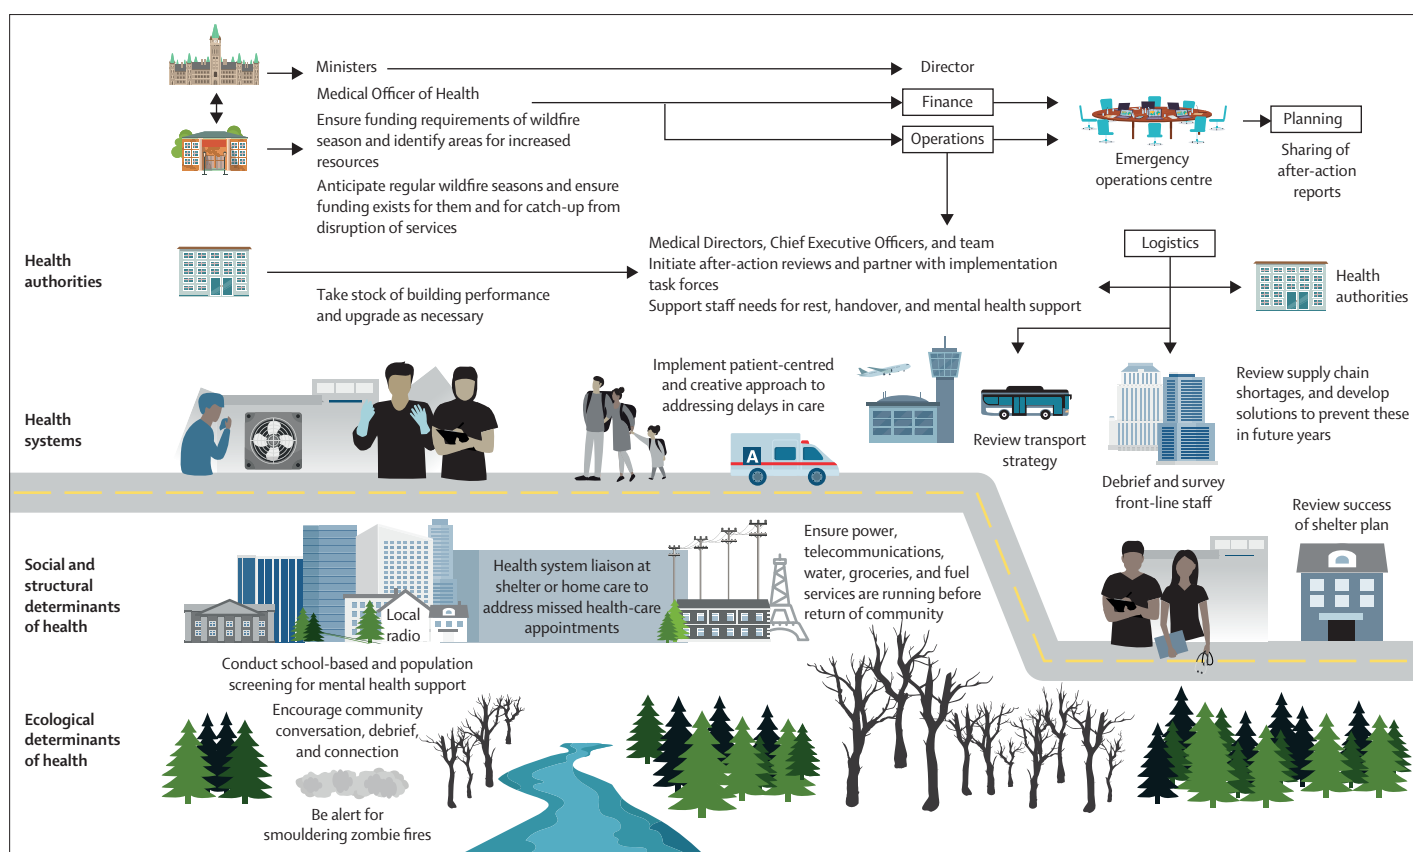 Ministers
Director
Medical Officer of Health
Finance
Ensure funding requirements of wildfire
season and identify areas for increased
resources
Operations
Emergency
operations centre
Planning
Sharing of
after-action
reports
Anticipate regular wildfire seasons and ensure
funding exists for them and for catch-up from
disruption of services
Health
authorities
Take stock of building performance
and upgrade as necessary
Medical Directors, Chief Executive Officers, and team
Initiate after-action reviews and partner with implementation
task forces
Support staff needs for rest, handover, and mental health support
Logistics
Health
authorities
Health
systems
Implement patient-centred
and creative approach to
addressing delays in care
A
Review transport
strategy
Debrief and survey
front-line staff
Review supply chain
shortages, and develop
solutions to prevent these
in future years
Review success
of shelter plan
Social and
structural
determinants
of health
Local
radio
Health system liaison at
shelter or home care to
address missed health-care
appointments
Ensure power,
telecommunications,
water, groceries, and fuel
services are running before
return of community
Conduct school-based and population
screening for mental health support
Ecological
determinants
of health
Encourage community
conversation, debrief,
and connection
Be alert for
smouldering zombie fires